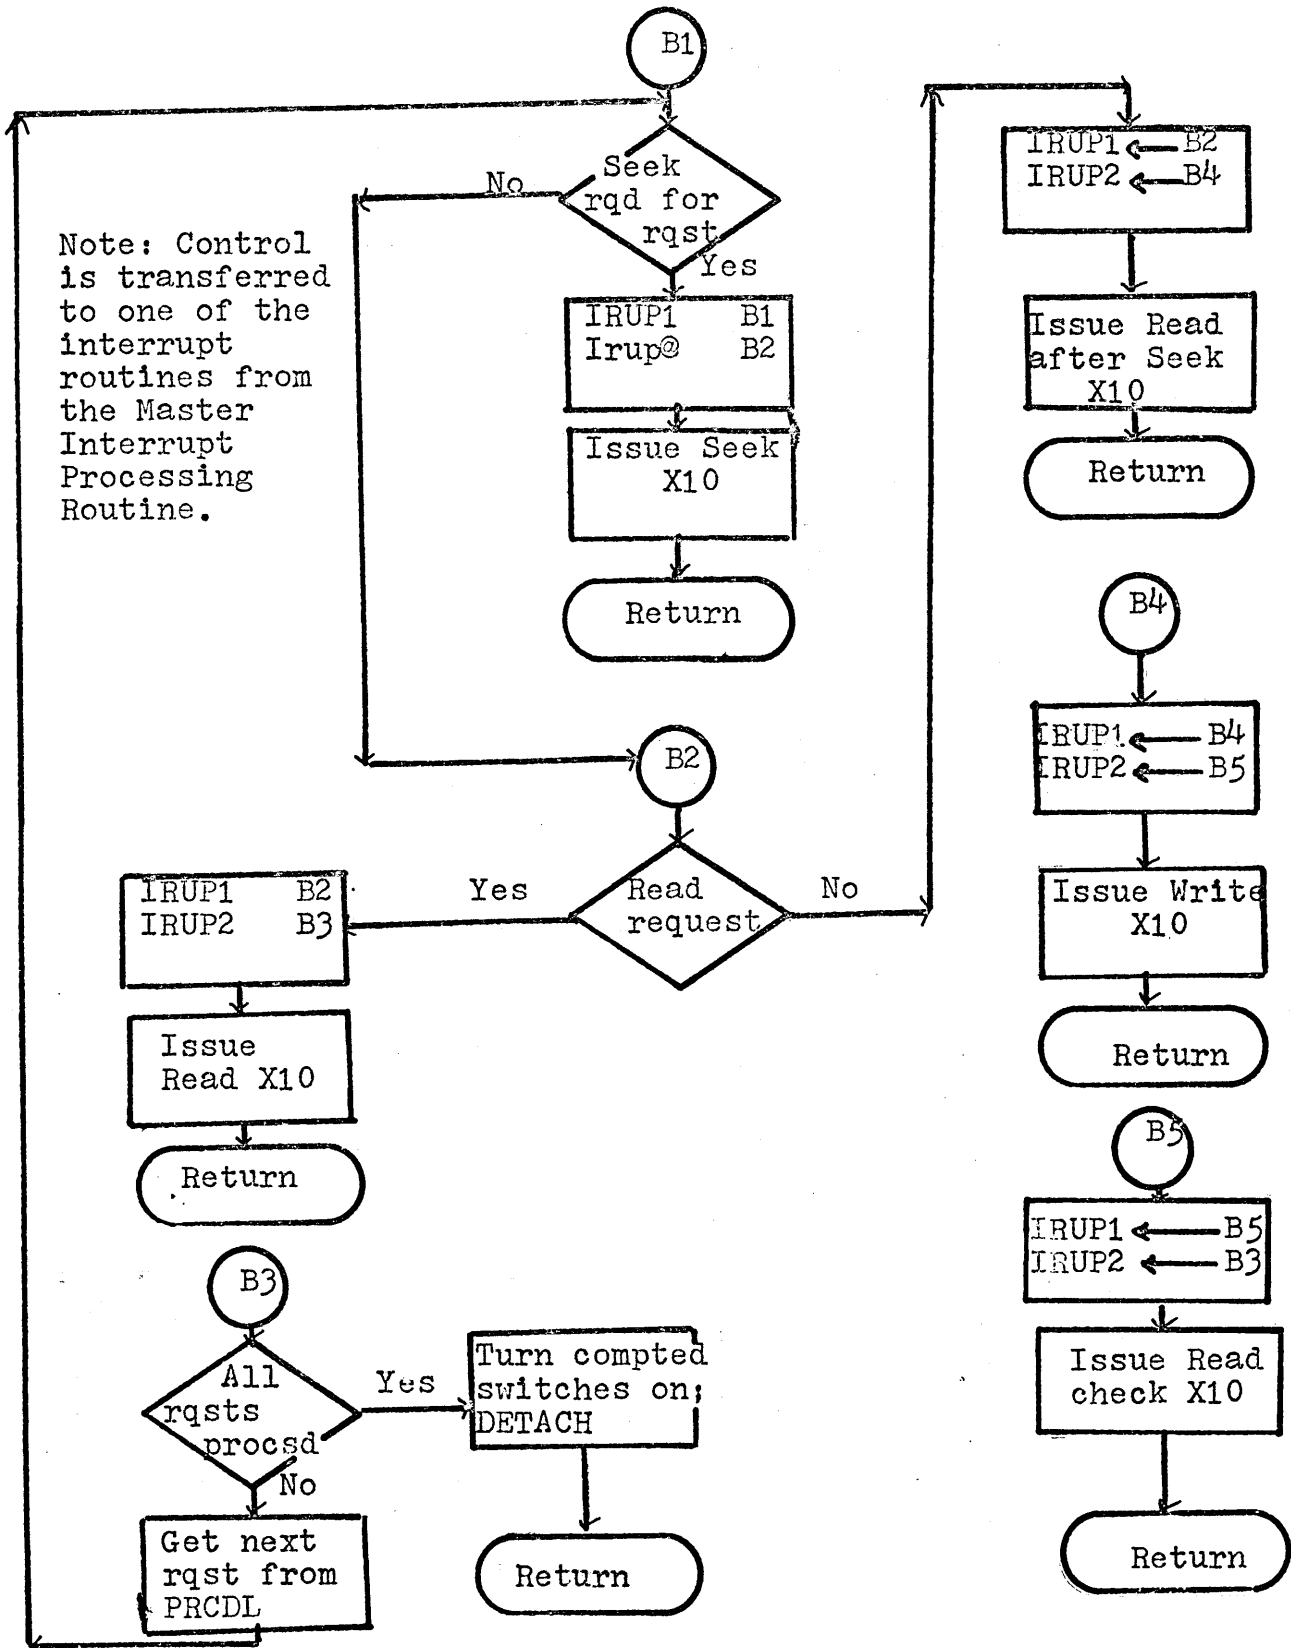 B1
Seek
rqd for
rqst
No
Yes
Note: Control
is transferred
to one of the
interrupt
routines from
the Master
Interrupt
Processing
Routine.
IRUP1 B1
Irup@ B2
Issue Seek
X10
Return
B2
Read
request
Yes
No
IRUP1 B2
IRUP2 B3
Issue
Read X10
Return
B3
All
rqsts
procsd
Yes
No
Turn compted
switches on;
DETACH
Return
Get next
rqst from
PRCDL
IRUP1 B2
IRUP2 B4
Issue Read
after Seek
X10
Return
B4
IRUP1 B4
IRUP2 B5
Issue Write
X10
Return
B5
IRUP1 B5
IRUP2 B3
Issue Read
check X10
Return